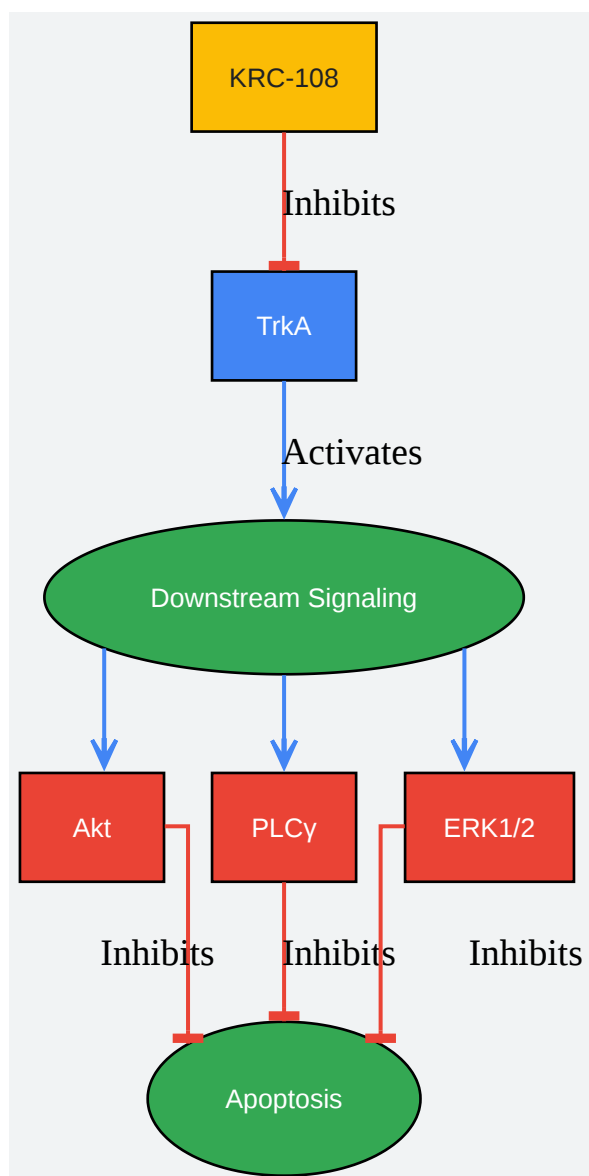 KRC-108
Inhibits
TrkA
Activates
Downstream Signaling
Akt
PLCγ
ERK1/2
Inhibits
Inhibits
Inhibits
Apoptosis